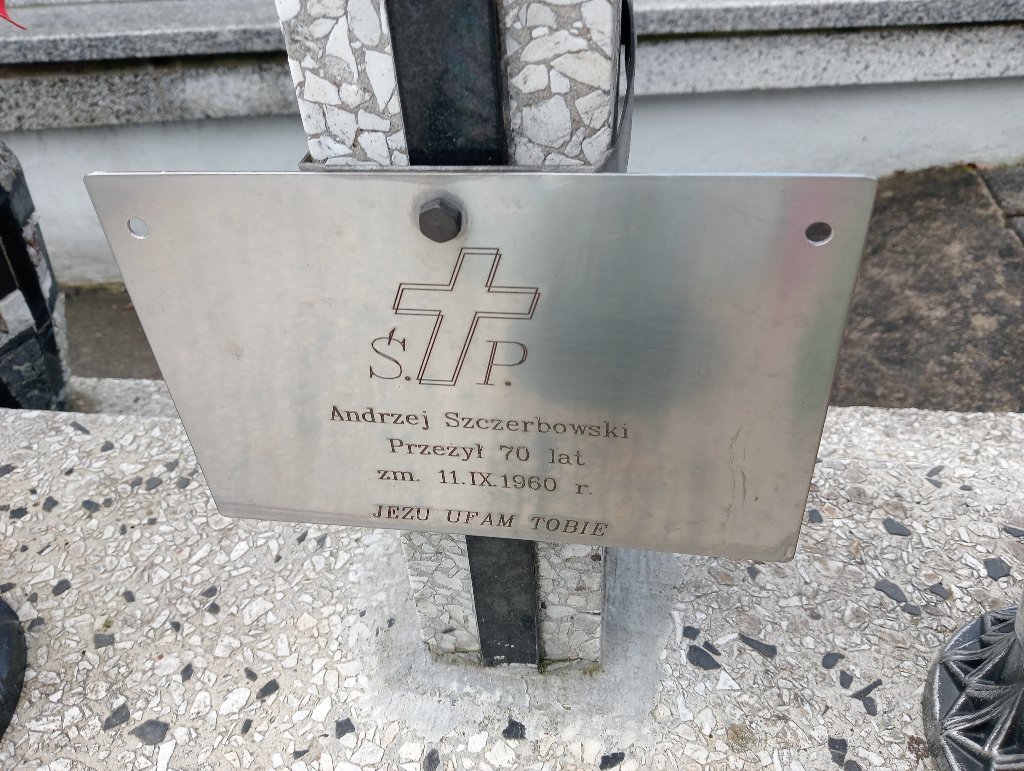 Ś. P.
Andrzej Szczerbowski
Przeżył 70 lat
zm. 11.IX.1960 r.
JEZU UFAM TOBIE